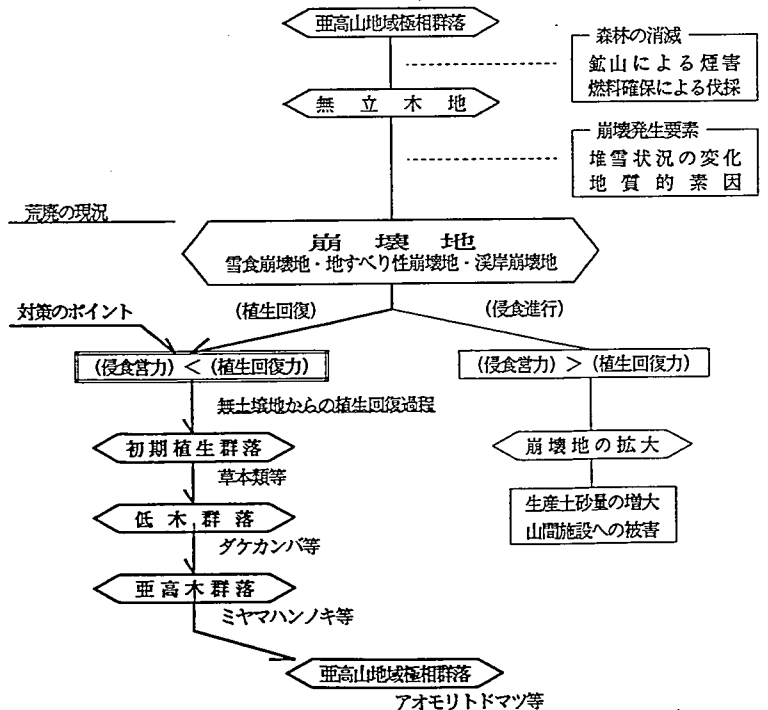 亜高山地域極相群落
森林の消滅
鉱山による煙害
燃料確保による伐採
無立木地
崩壊発生要素
堆雪状況の変化
地質的素因
荒廃の現況
崩壊地
雪食崩壊地・地すべり性崩壊地・渓岸崩壊地
対策のポイント
(植生回復)
(侵食進行)
(侵食営力) < (植生回復力)
(侵食営力) > (植生回復力)
無土壌地からの植生回復過程
初期植生群落
崩壊地の拡大
草本類等
生産土砂量の増大
山間施設への被害
低木群落
ダケカンバ等
亜高木群落
ミヤマハンノキ等
亜高山地域極相群落
アオモリトドマツ等